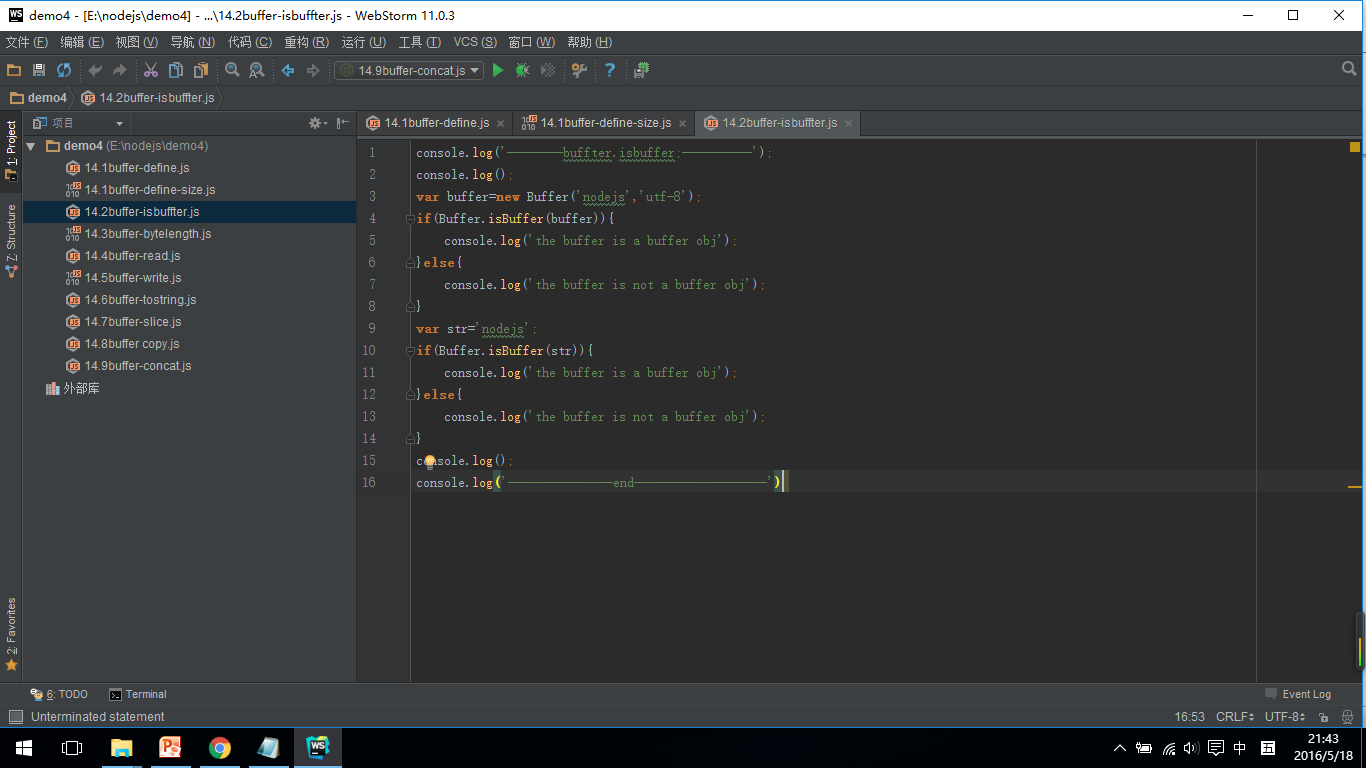 demo4 - [E:\nodejs\demo4] - ...\14.2buffer-isbuffter.js - WebStorm 11.0.3
文件 (F) 编辑 (E) 视图 (V) 导航 (N) 代码 (C) 重构 (R) 运行 (U) 工具 (T) VCS (S) 窗口 (W) 帮助 (H)
14.9buffer-concat.js
demo4 14.2buffer-isbuffter.js
项目
14.1buffer-define.js 14.1buffer-define-size.js 14.2buffer-isbuffter.js
1: Project
7: Structure
2: Favorites
demo4 (E:\nodejs\demo4)
14.1buffer-define.js
14.1buffer-define-size.js
14.2buffer-isbuffter.js
14.3buffer-bytelength.js
14.4buffer-read.js
14.5buffer-write.js
14.6buffer-tostring.js
14.7buffer-slice.js
14.8buffer copy.js
14.9buffer-concat.js
外部库
1 console.log('————————buffter.isbuffer:——————————');
2 console.log();
3 var buffer=new Buffer('nodejs','utf-8');
4 if(Buffer.isBuffer(buffer)){
5 console.log('the buffer is a buffer obj');
6 }else{
7 console.log('the buffer is not a buffer obj');
8 }
9 var str='nodejs';
10 if(Buffer.isBuffer(str)){
11 console.log('the buffer is a buffer obj');
12 }else{
13 console.log('the buffer is not a buffer obj');
14 }
15 console.log();
16 console.log('———————————————end———————————————————')
6: TODO Terminal Event Log
Unterminated statement 16:53 CRLF UTF-8
中 五 21:43
2016/5/18